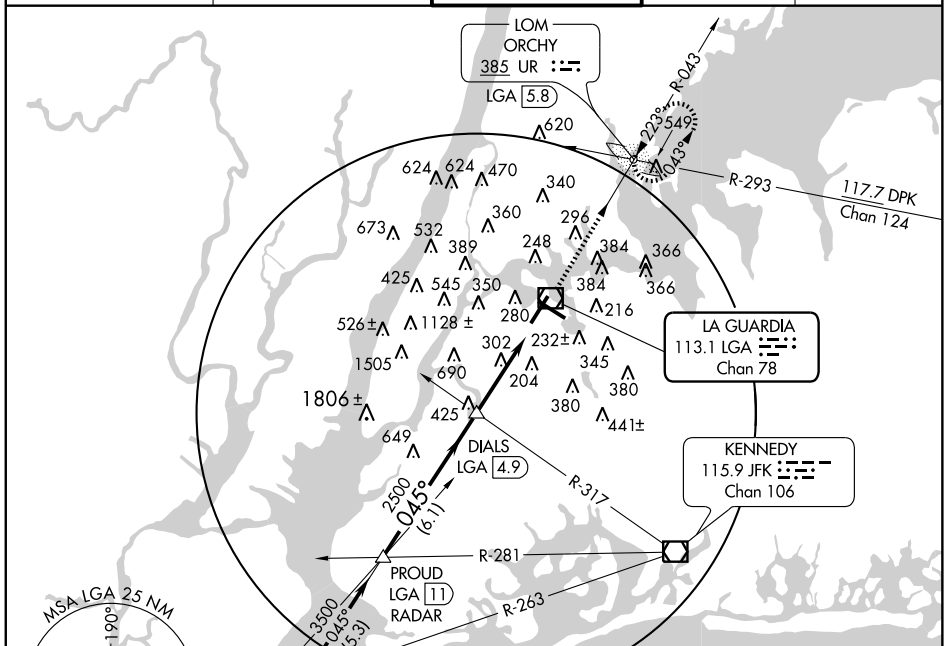 LOM
ORCHY
385 UR
LGA 5.8
R-043
223°
549
043°
620
R-293
117.7 DPK
Chan 124
624
624
470
340
673
532
360
296
389
248
384
366
384
366
425
545
350
280
216
526±
1128 ±
LA GUARDIA
113.1 LGA
Chan 78
1505
690
302
232±
345
204
380
380
1806 ±
425
441±
649
DIALS
LGA 4.9
KENNEDY
115.9 JFK
Chan 106
R-317
2500
045°
(6.1)
R-281
PROUD
LGA 11
RADAR
R-263
3500
045°
(5.3)
MSA LGA 25 NM
190°